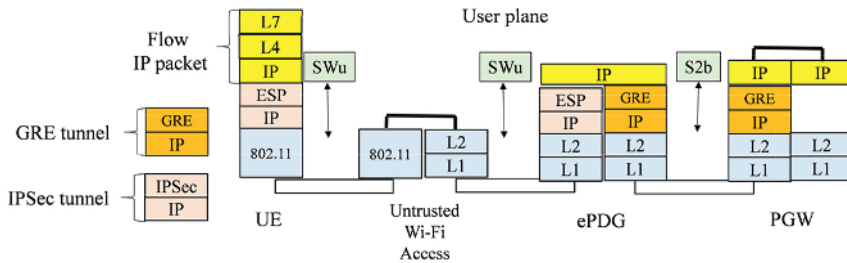 User plane
Flow
IP packet
L7
L4
IP
ESP
IP
802.11
SWu
SWu
S2b
GRE tunnel
GRE
IP
IPSec tunnel
IPSec
IP
802.11
L2
L1
IP
ESP
IP
L2
L1
GRE
IP
L2
L1
IP
IP
GRE
IP
L2
L1
L2
L1
UE
Untrusted
Wi-Fi
Access
ePDG
PGW